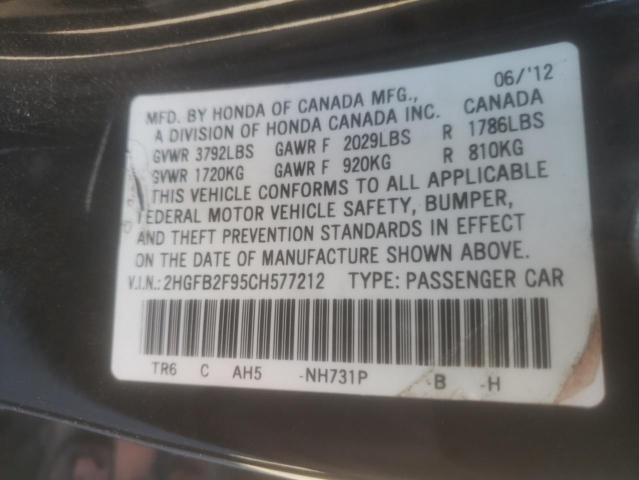 06/'12
MFD. BY HONDA OF CANADA MFG., CANADA
A DIVISION OF HONDA CANADA INC.
GVWR 3792LBS GAWR F 2029LBS R 1786LBS
GVWR 1720KG GAWR F 920KG R 810KG
THIS VEHICLE CONFORMS TO ALL APPLICABLE
FEDERAL MOTOR VEHICLE SAFETY, BUMPER,
AND THEFT PREVENTION STANDARDS IN EFFECT
ON THE DATE OF MANUFACTURE SHOWN ABOVE.
V.I.N.: 2HGFB2F95CH577212 TYPE: PASSENGER CAR
TR6 C AH5 -NH731P -B -H